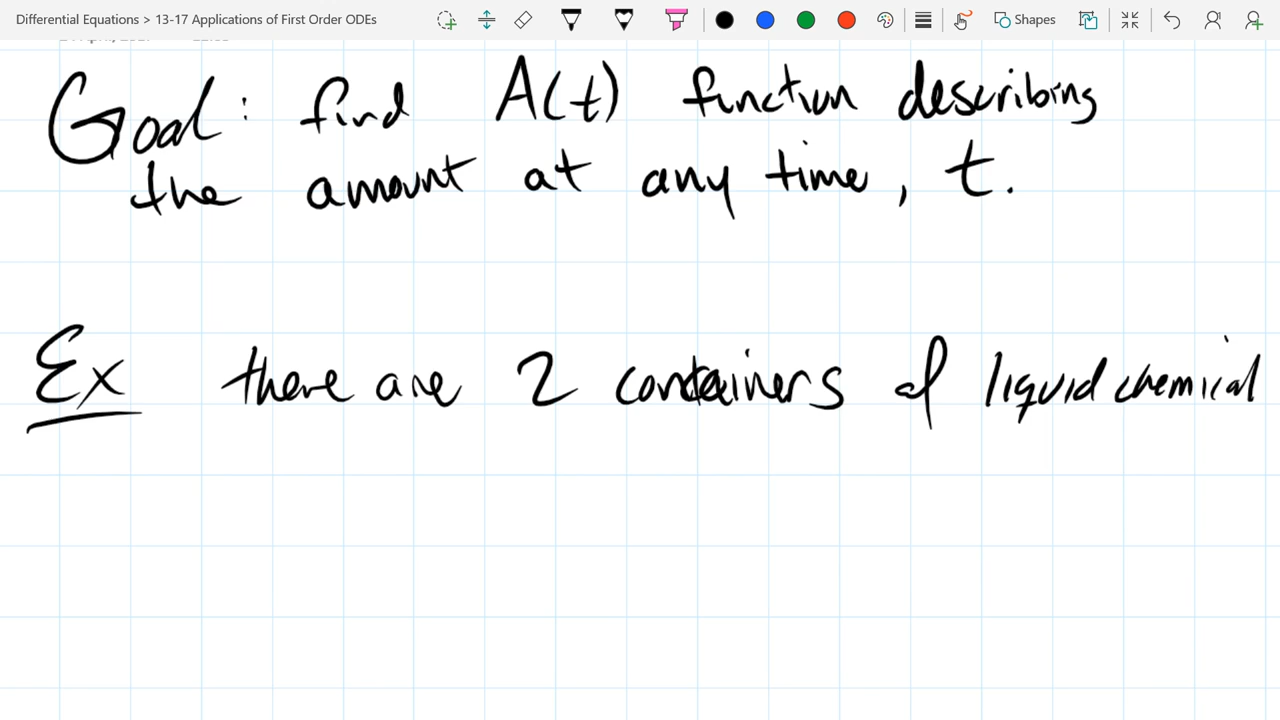 Differential Equations > 13-17 Applications of First Order ODEs
Shapes
Goal: find A(t) function describing
the amount at any time, t.
Ex there are 2 containers of liquid chemical